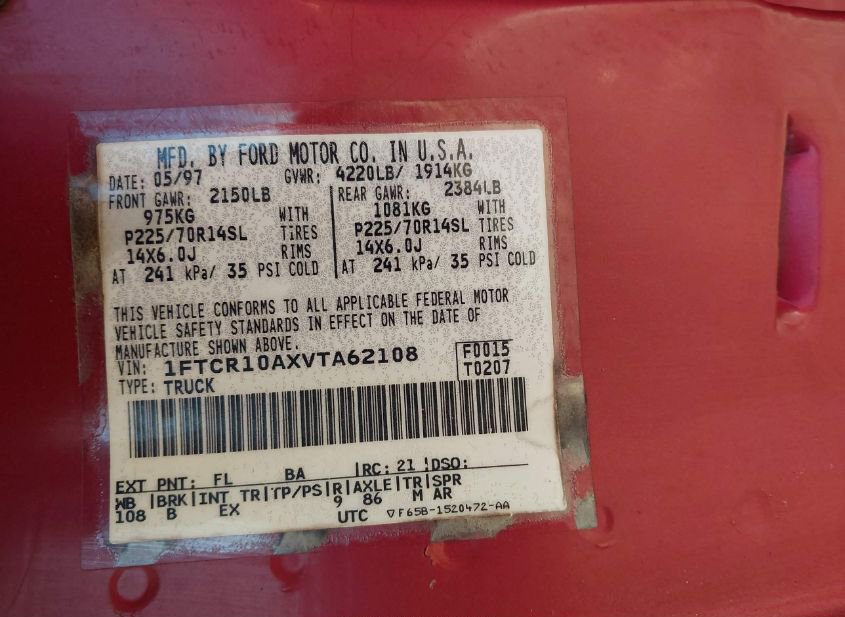 MFD. BY FORD MOTOR CO. IN U.S.A.
DATE: 05/97 GVWR: 4220LB/ 1914KG
FRONT GAWR: 2150LB REAR GAWR: 2384LB
975KG WITH 1081KG WITH
P225/70R14SL TIRES P225/70R14SL TIRES
14X6.0J RIMS 14X6.0J RIMS
AT 241 kPa/ 35 PSI COLD AT 241 kPa/ 35 PSI COLD
THIS VEHICLE CONFORMS TO ALL APPLICABLE FEDERAL MOTOR
VEHICLE SAFETY STANDARDS IN EFFECT ON THE DATE OF
MANUFACTURE SHOWN ABOVE.
VIN: 1FTCR10AXVTA62108 F0015
TYPE: TRUCK T0207
EXT PNT: FL BA RC: 21 DSO:
WB BRK INT TR TP/PS R AXLE TR SPR
108 B EX 9 86 M AR
UTC ▽F65B-1520472-AA